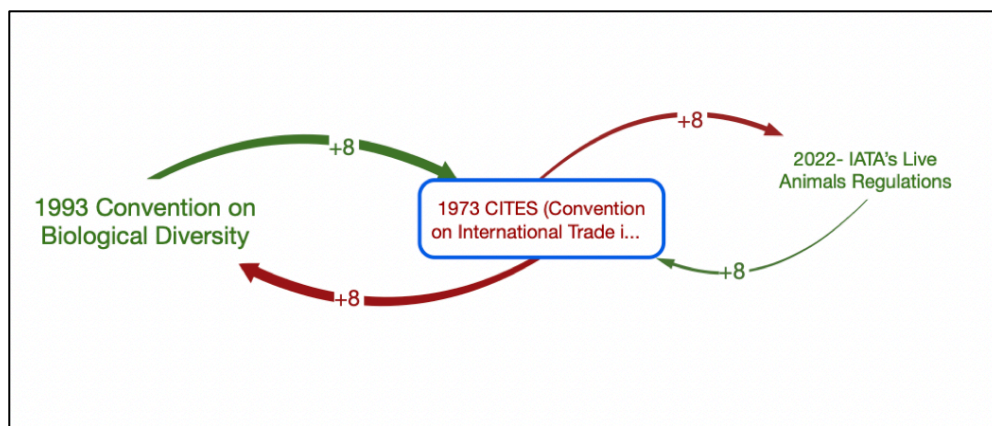 +8
+8
2022- IATA's Live
Animals Regulations
1993 Convention on
Biological Diversity
1973 CITES (Convention
on International Trade i...
+8
+8